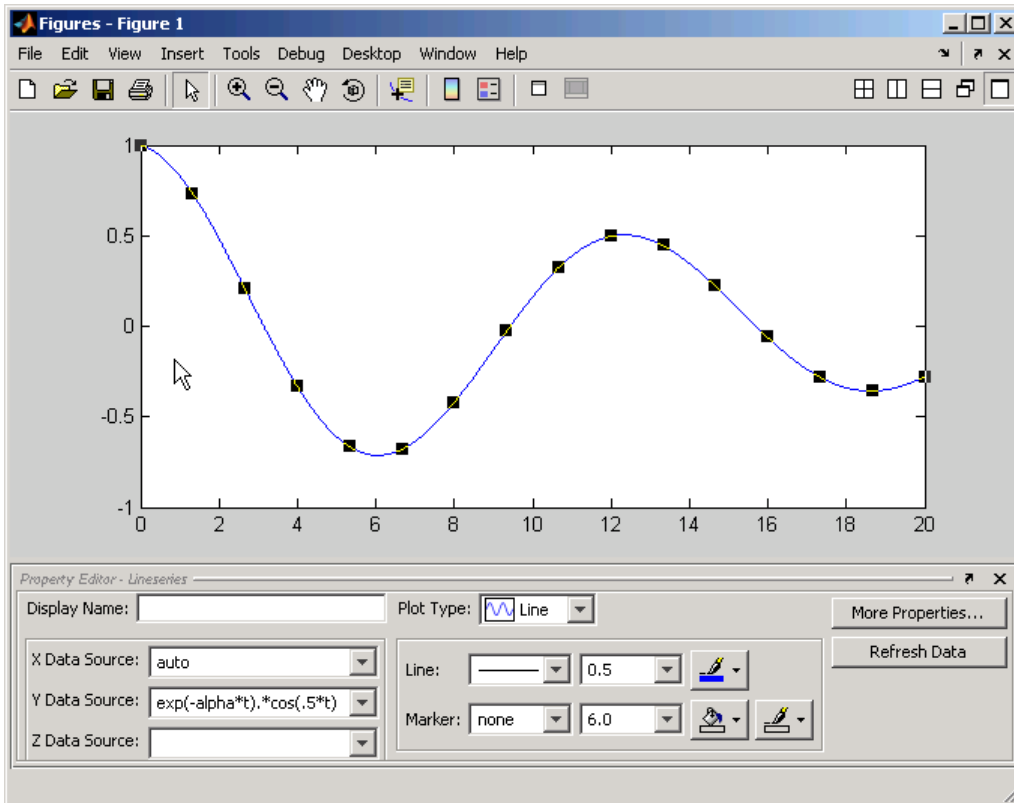 Figures - Figure 1
File Edit View Insert Tools Debug Desktop Window Help
1
0.5
0
-0.5
-1
0 2 4 6 8 10 12 14 16 18 20
Property Editor - Lineseries
Display Name: Plot Type: Line More Properties...
Refresh Data
X Data Source: auto Line: 0.5
Y Data Source: exp(-alpha*t).*cos(.5*t) Marker: none 6.0
Z Data Source: